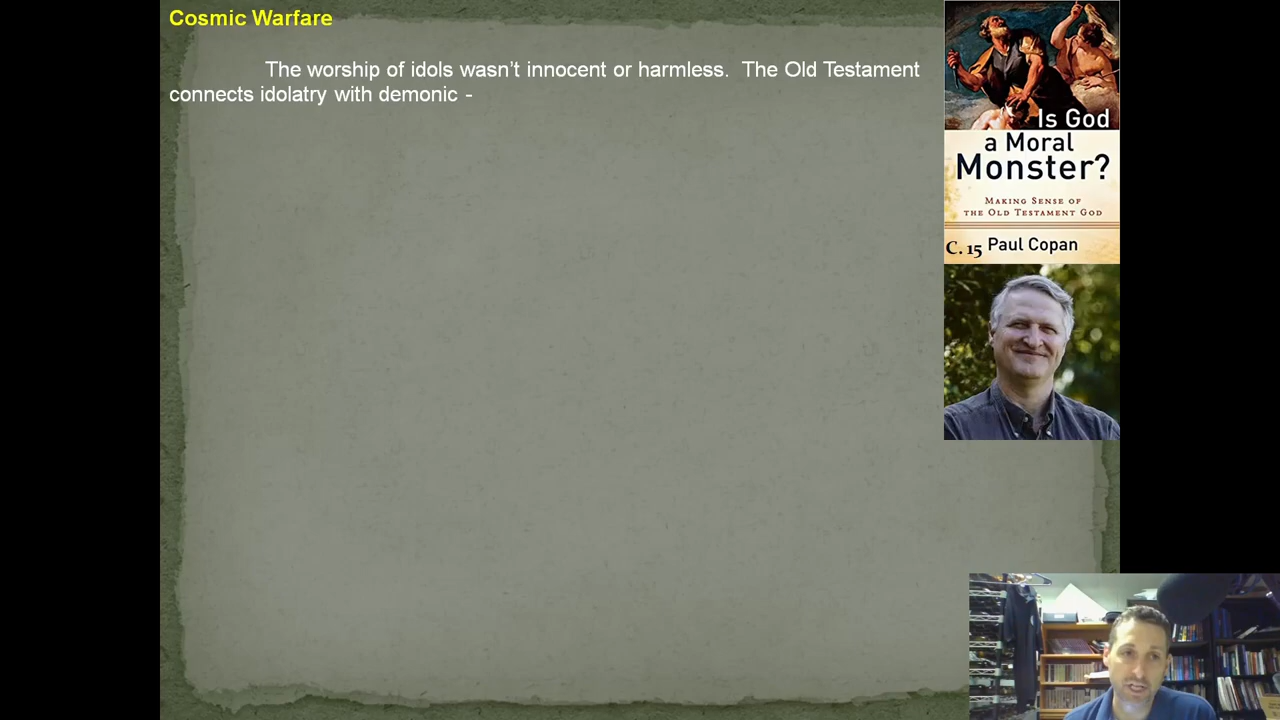 Cosmic Warfare
The worship of idols wasn’t innocent or harmless.  The Old Testament
connects idolatry with demonic -
Is God
a Moral
Monster?
Making Sense of
the Old Testament God
C. 15 Paul Copan